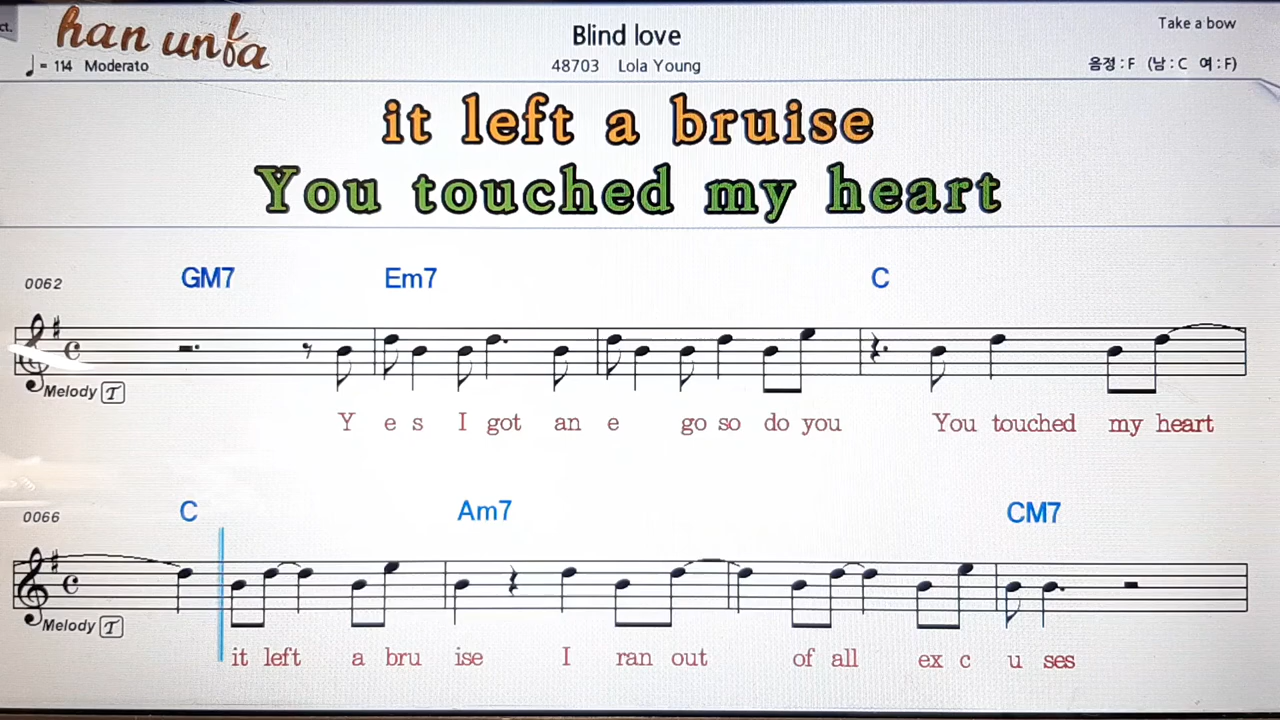 ct.
han unfa
Blind love
Take a bow
♩ = 114 Moderato
48703 Lola Young
음정 : F (남 : C 여 : F)
it left a bruise
You touched my heart
0062 GM7 Em7 C
Melody T
Y e s I got an e go so do you You touched my heart
0066 C Am7 CM7
Melody T
it left a bru ise I ran out of all ex c u ses